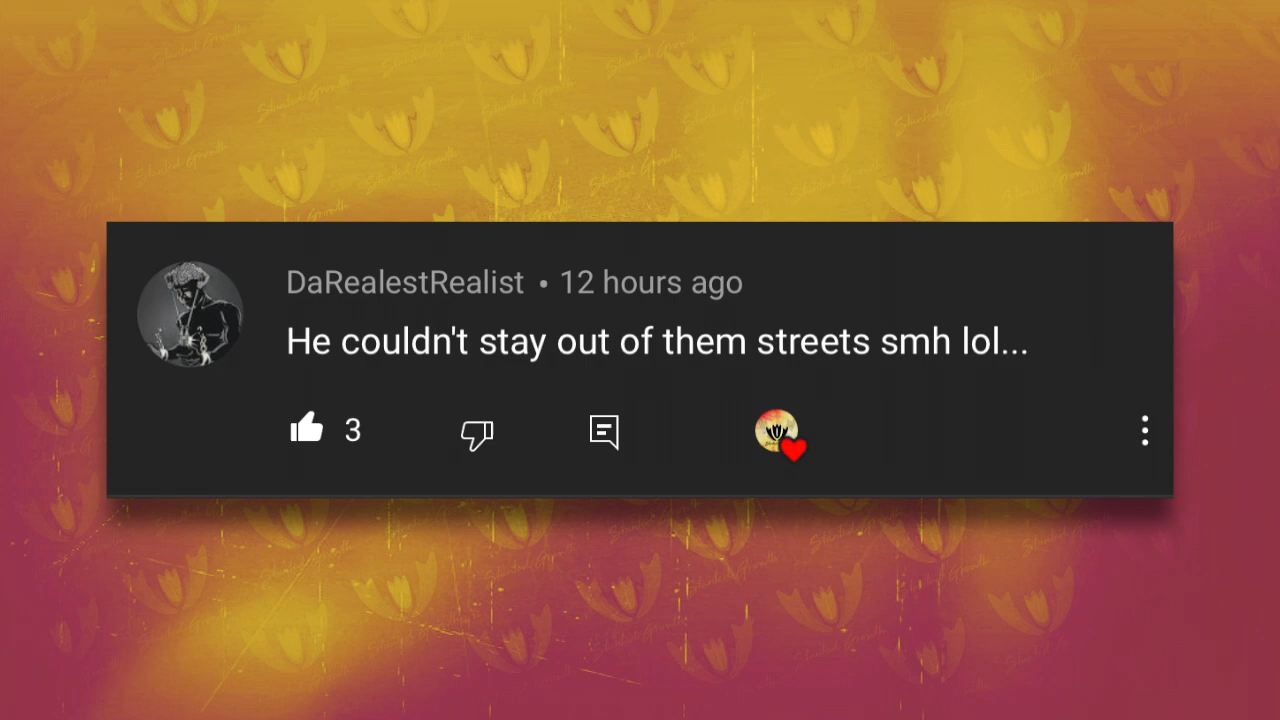 DaRealestRealist • 12 hours ago
He couldn't stay out of them streets smh lol...
3